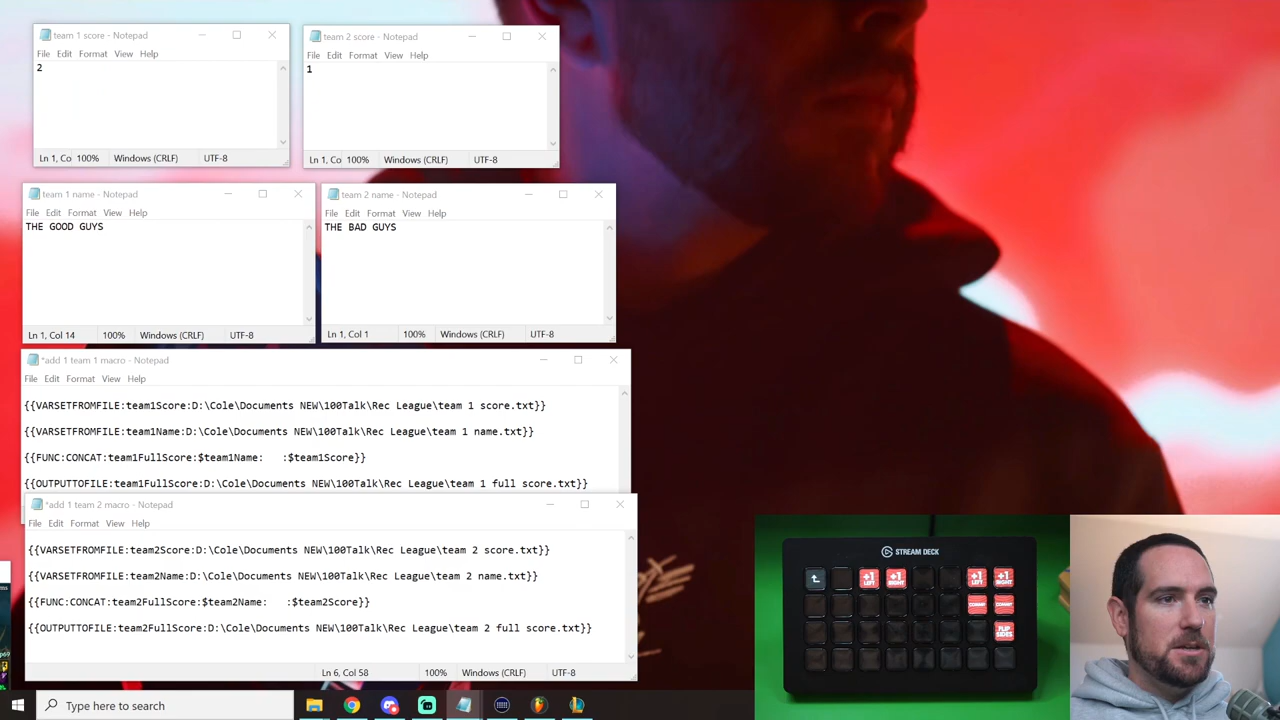 team 1 score - Notepad
File Edit Format View Help
2
Ln 1, Co 100% Windows (CRLF) UTF-8
team 2 score - Notepad
File Edit Format View Help
1
Ln 1, Co 100% Windows (CRLF) UTF-8
team 1 name - Notepad
File Edit Format View Help
THE GOOD GUYS
Ln 1, Col 14 100% Windows (CRLF) UTF-8
team 2 name - Notepad
File Edit Format View Help
THE BAD GUYS
Ln 1, Col 1 100% Windows (CRLF) UTF-8
*add 1 team 1 macro - Notepad
File Edit Format View Help
{{VARSETFROMFILE:team1Score:D:\Cole\Documents NEW\100Talk\Rec League\team 1 score.txt}}
{{VARSETFROMFILE:team1Name:D:\Cole\Documents NEW\100Talk\Rec League\team 1 name.txt}}
{{FUNC:CONCAT:team1FullScore:$team1Name:   :$team1Score}}
{{OUTPUTTOFILE:team1FullScore:D:\Cole\Documents NEW\100Talk\Rec League\team 1 full score.txt}}
*add 1 team 2 macro - Notepad
File Edit Format View Help
{{VARSETFROMFILE:team2Score:D:\Cole\Documents NEW\100Talk\Rec League\team 2 score.txt}}
{{VARSETFROMFILE:team2Name:D:\Cole\Documents NEW\100Talk\Rec League\team 2 name.txt}}
{{FUNC:CONCAT:team2FullScore:$team2Name:   :$team2Score}}
{{OUTPUTTOFILE:team2FullScore:D:\Cole\Documents NEW\100Talk\Rec League\team 2 full score.txt}}
Ln 6, Col 58 100% Windows (CRLF) UTF-8
STREAM DECK
+1 LEFT
+1 RIGHT
+1 LEFT
+1 RIGHT
FLIP SIDES
Type here to search